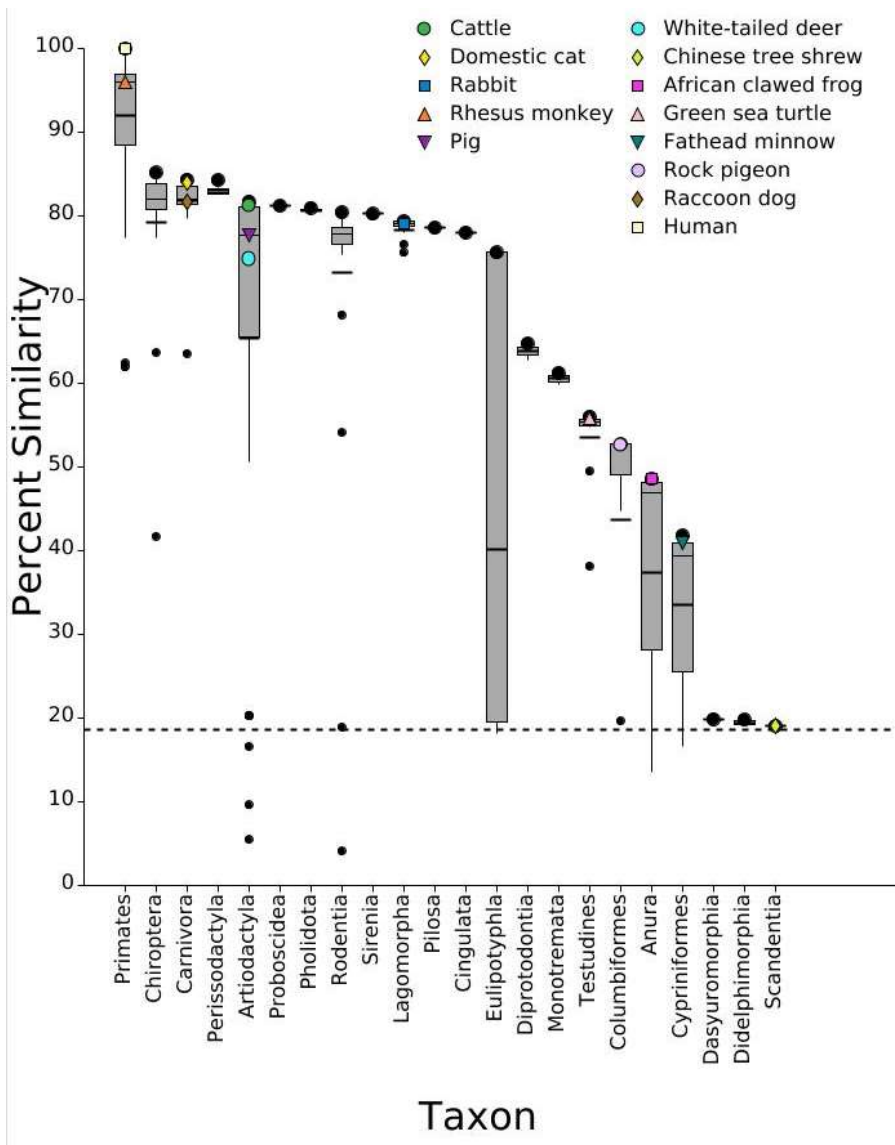 Cattle
Domestic cat
Rabbit
Rhesus monkey
Pig
White-tailed deer
Chinese tree shrew
African clawed frog
Green sea turtle
Fathead minnow
Rock pigeon
Raccoon dog
Human
Percent Similarity
100
90
80
70
60
50
40
30
20
10
0
Primates
Chiroptera
Carnivora
Perissodactyla
Artiodactyla
Proboscidea
Pholidota
Rodentia
Sirenia
Lagomorpha
Pilosa
Cingulata
Eulipotyphla
Diprotodontia
Monotremata
Testudines
Columbiformes
Anura
Cypriniformes
Dasyuromorphia
Didelphimorphia
Scandentia
Taxon